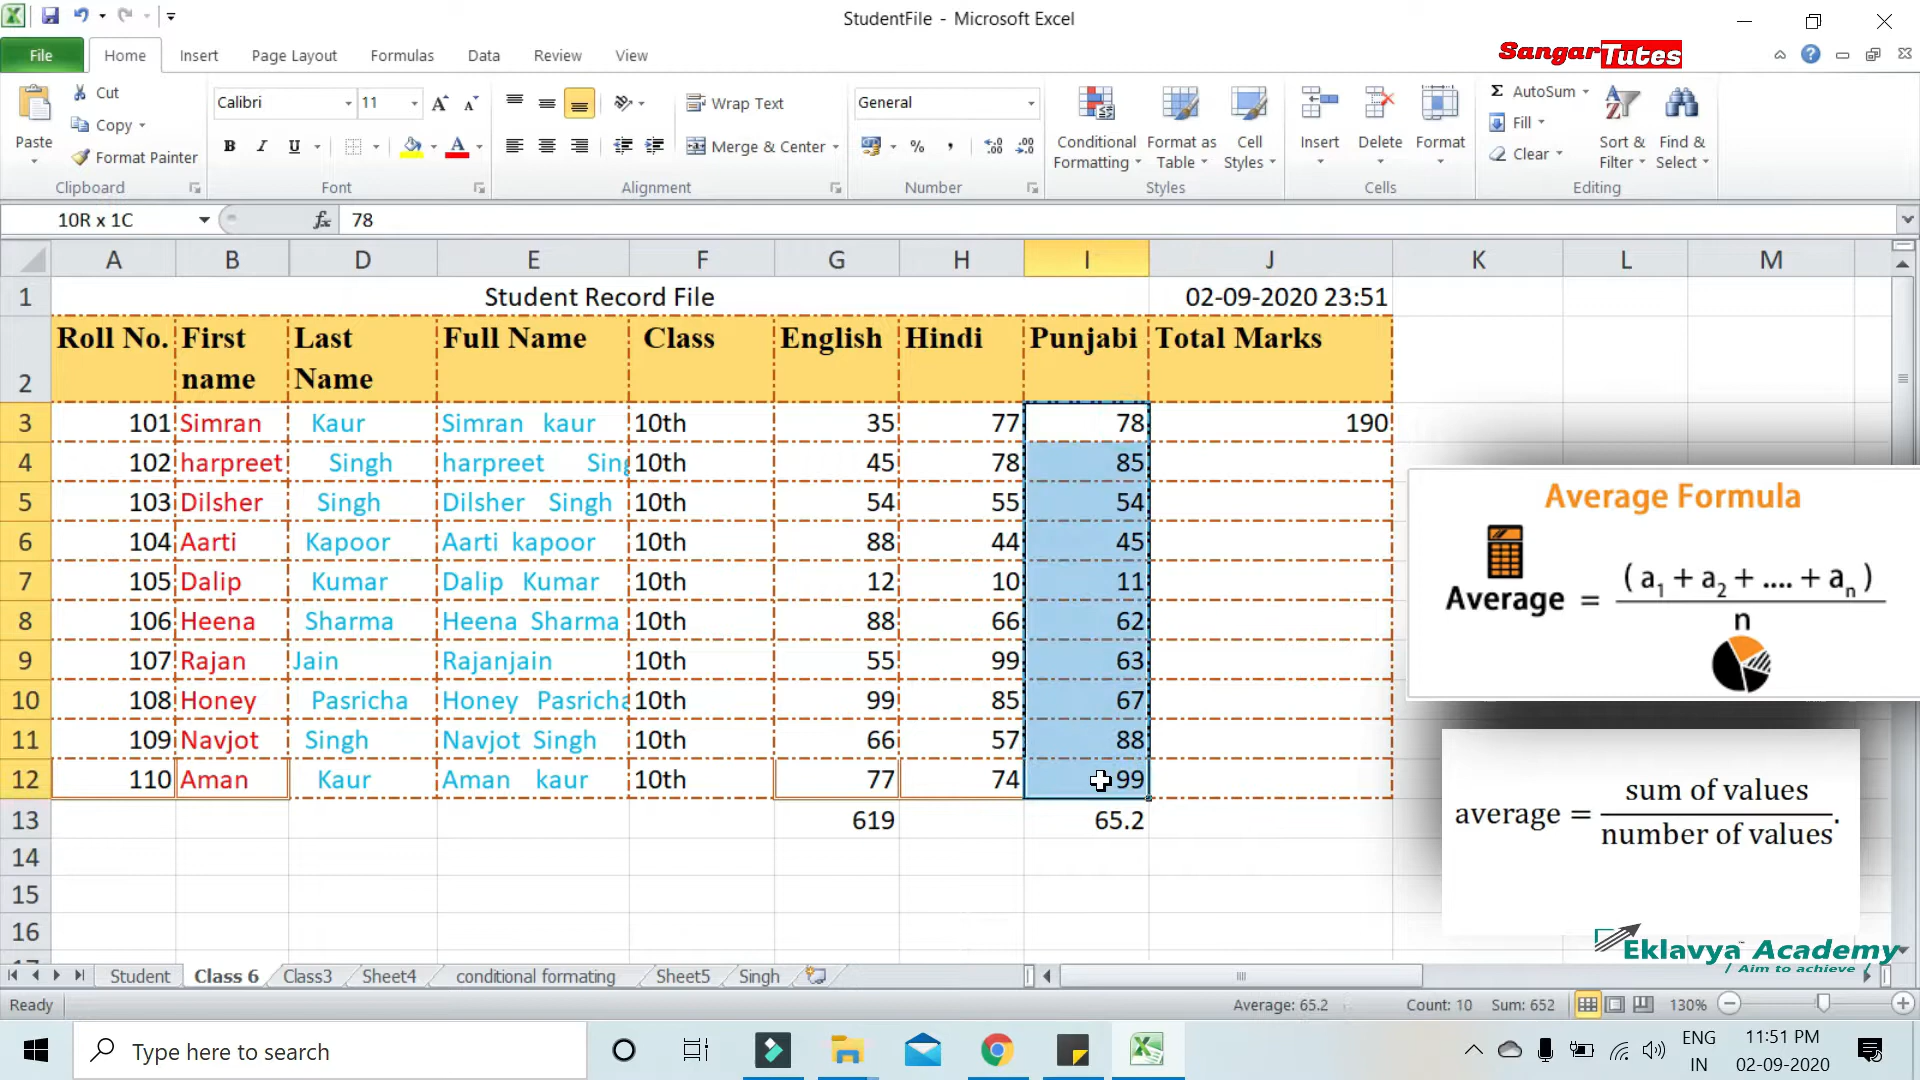 StudentFile - Microsoft Excel
SangarTutes
File Home Insert Page Layout Formulas Data Review View
Paste
Cut
Copy
Format Painter
Clipboard
Calibri 11
B I U
Font
Wrap Text
Merge & Center
Alignment
General
Number
Conditional Formatting
Format as Table
Cell Styles
Styles
Insert Delete Format
Cells
AutoSum
Fill
Clear
Sort & Filter
Find & Select
Editing
10R x 1C fx 78
A B D E F G H I J K L M
1 Student Record File 02-09-2020 23:51
2 Roll No. First name Last Name Full Name Class English Hindi Punjabi Total Marks
3 101 Simran Kaur Simran kaur 10th 35 77 78 190
4 102 harpreet Singh harpreet Sing 10th 45 78 85
5 103 Dilsher Singh Dilsher Singh 10th 54 55 54
6 104 Aarti Kapoor Aarti kapoor 10th 88 44 45
7 105 Dalip Kumar Dalip Kumar 10th 12 10 11
8 106 Heena Sharma Heena Sharma 10th 88 66 62
9 107 Rajan Jain Rajanjain 10th 55 99 63
10 108 Honey Pasricha Honey Pasricha 10th 99 85 67
11 109 Navjot Singh Navjot Singh 10th 66 57 88
12 110 Aman Kaur Aman kaur 10th 77 74 99
13 619 65.2
14
15
16
Average Formula
Average = (a1 + a2 + .... + an) / n
average = sum of values / number of values.
Eklavya Academy
/ Aim to achieve /
Student Class 6 Class3 Sheet4 conditional formating Sheet5 Singh
Ready Average: 65.2 Count: 10 Sum: 652 130%
Type here to search
ENG
IN
11:51 PM
02-09-2020